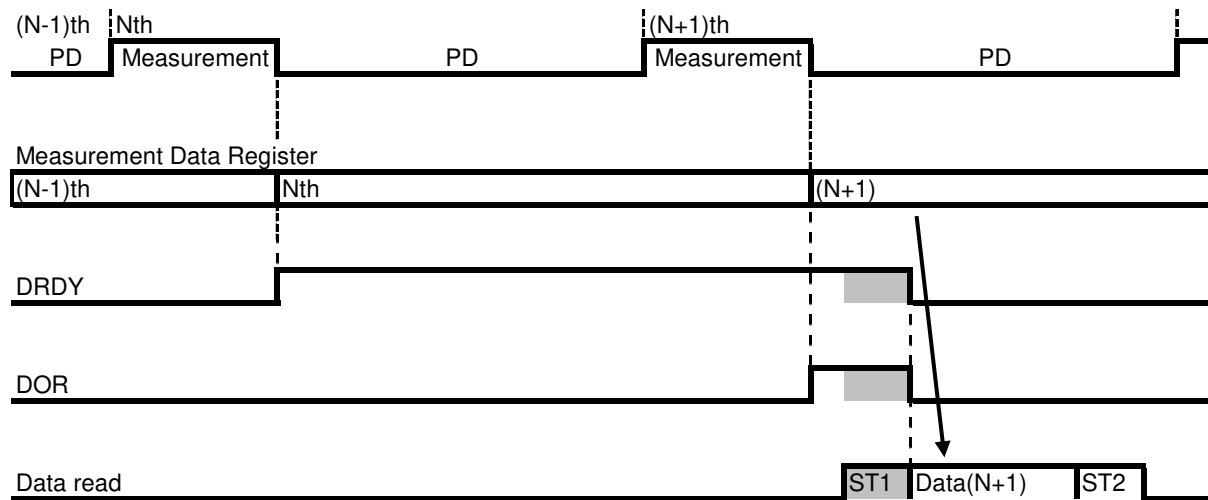 (N-1)th Nth (N+1)th
PD Measurement PD Measurement PD
Measurement Data Register
(N-1)th Nth (N+1)
DRDY
DOR
Data read ST1 Data(N+1) ST2